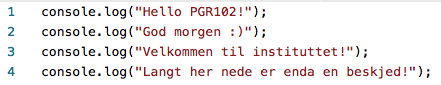 1 console.log("Hello PGR102!");
2 console.log("God morgen :)");
3 console.log("Velkommen til instituttet!");
4 console.log("Langt her nede er enda en beskjed!");